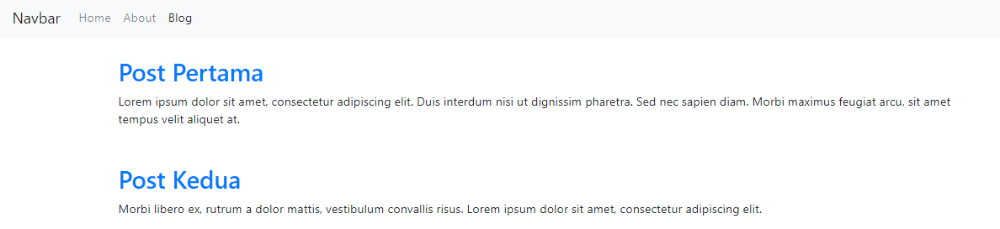 Navbar Home About Blog
Post Pertama
Lorem ipsum dolor sit amet, consectetur adipiscing elit. Duis interdum nisi ut dignissim pharetra. Sed nec sapien diam. Morbi maximus feugiat arcu, sit amet
tempus velit aliquet at.
Post Kedua
Morbi libero ex, rutrum a dolor mattis, vestibulum convallis risus. Lorem ipsum dolor sit amet, consectetur adipiscing elit.